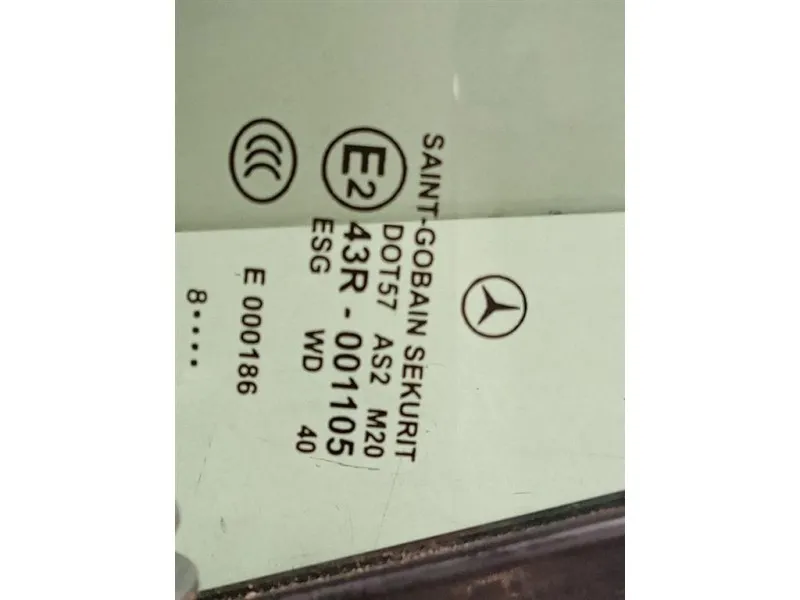 SAINT-GOBAIN SEKURIT
DOT57 AS2 M20
E2 43R - 001105
ESG WD 40
E 000186
8••••